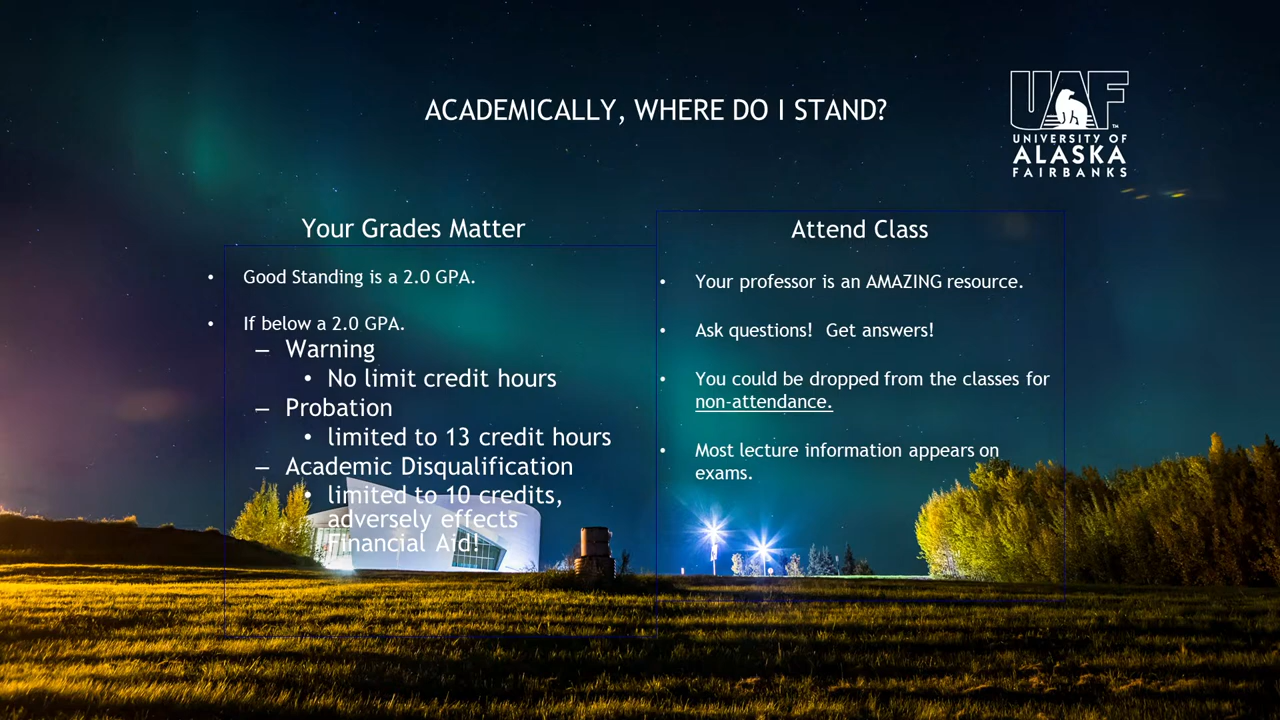 ACADEMICALLY, WHERE DO I STAND?
UAF
TM
UNIVERSITY OF
ALASKA
FAIRBANKS
Your Grades Matter
• Good Standing is a 2.0 GPA.
• If below a 2.0 GPA.
– Warning
• No limit credit hours
– Probation
• limited to 13 credit hours
– Academic Disqualification
• limited to 10 credits,
adversely effects
Financial Aid!
Attend Class
• Your professor is an AMAZING resource.
• Ask questions! Get answers!
• You could be dropped from the classes for
non-attendance.
• Most lecture information appears on
exams.